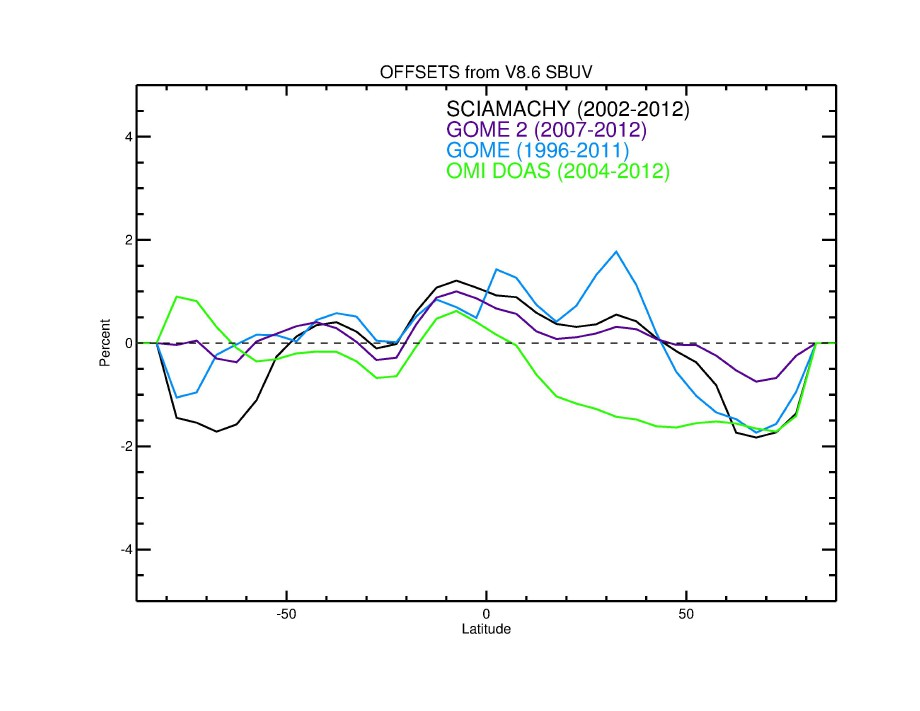 OFFSETS from V8.6 SBUV
SCIAMACHY (2002-2012)
GOME 2 (2007-2012)
GOME (1996-2011)
OMI DOAS (2004-2012)
4
2
0
-2
-4
Percent
-50 0 50
Latitude